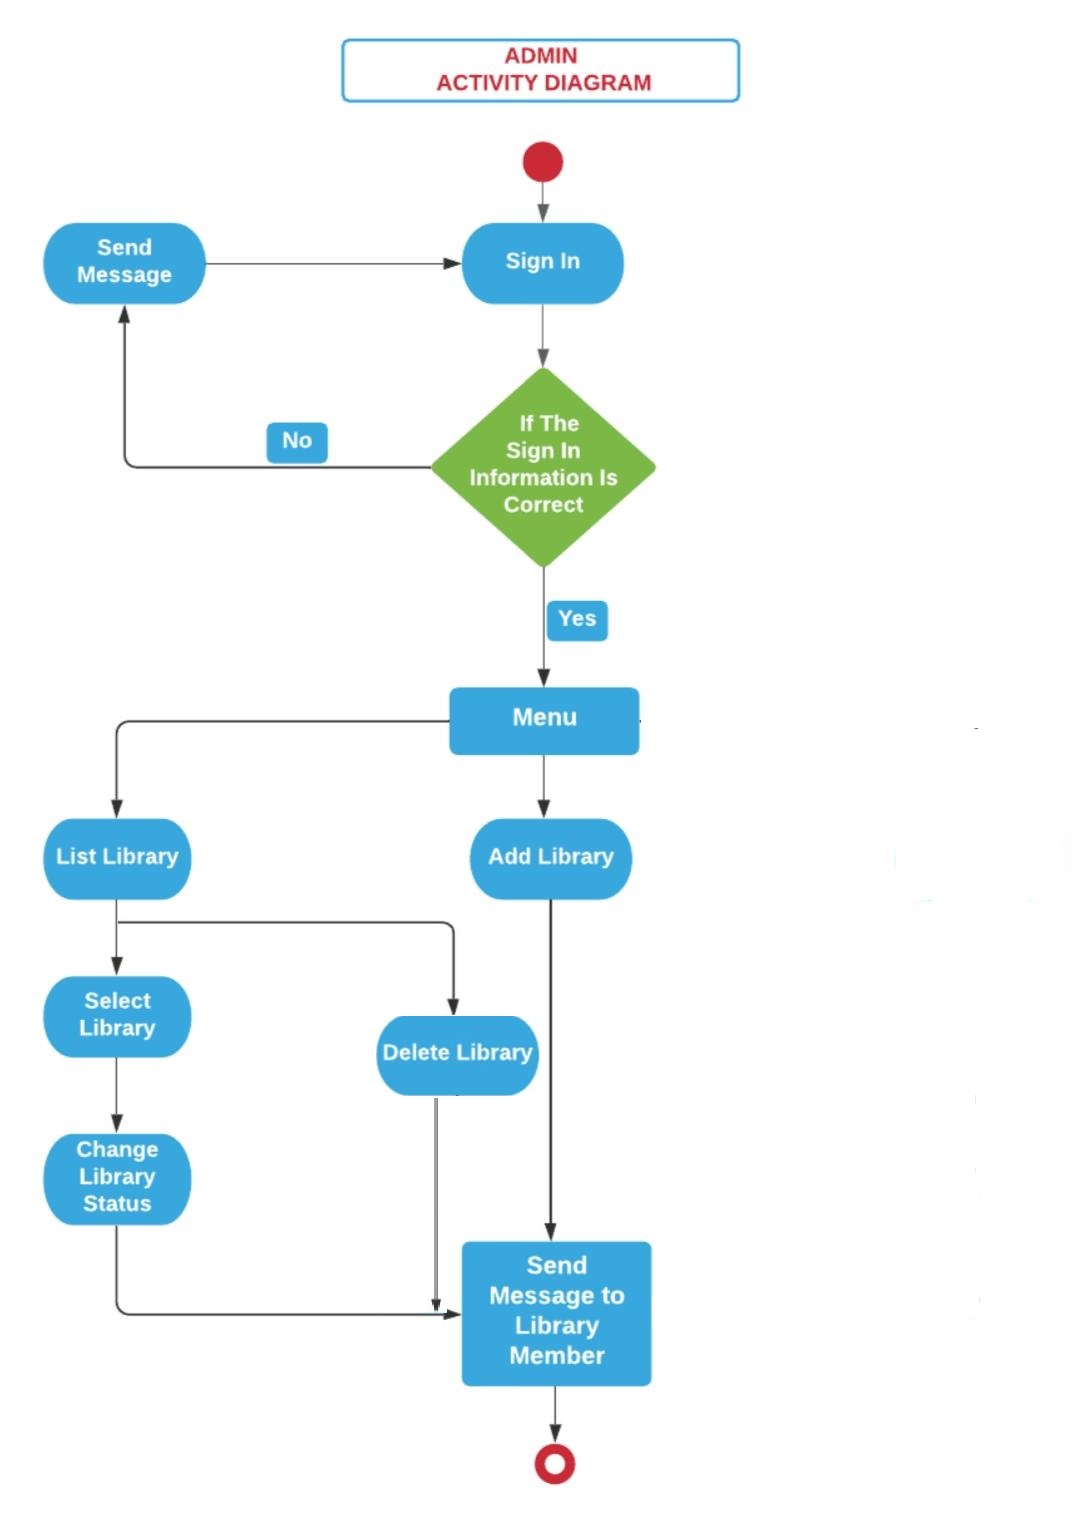 ADMIN
ACTIVITY DIAGRAM
Send
Message
Sign In
If The
Sign In
Information Is
Correct
No
Yes
Menu
List Library
Add Library
Select
Library
Delete Library
Change
Library
Status
Send
Message to
Library
Member